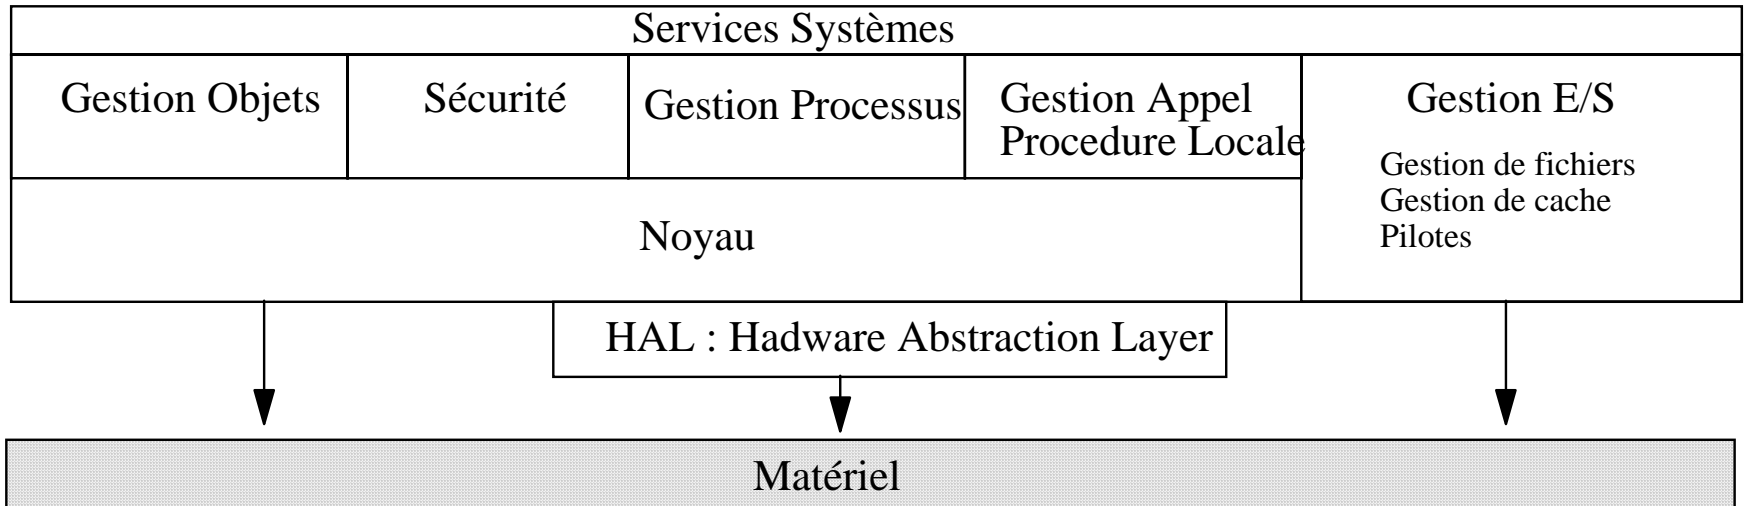 Services Systèmes
Gestion Objets
Sécurité
Gestion Processus
Gestion Appel
Procedure Locale
Gestion E/S
Gestion de fichiers
Gestion de cache
Pilotes
Noyau
HAL : Hadware Abstraction Layer
Matériel